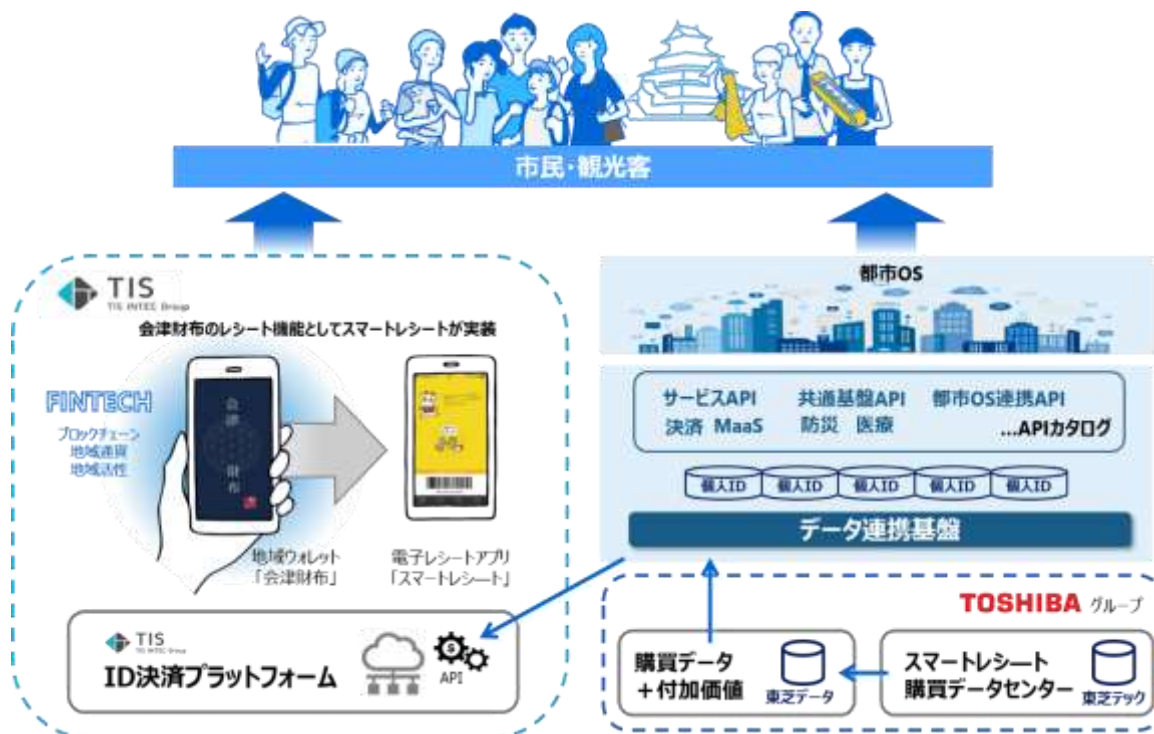 市民・観光客
TIS
TIS INTEC Group
会津財布のレシート機能としてスマートレシートが実装
FINTECH
ブロックチェーン
地域通貨
地域活性
会津財布
地域ウォレット
「会津財布」
電子レシートアプリ
「スマートレシート」
TIS
TIS INTEC Group
ID決済プラットフォーム
API
都市OS
サービスAPI 共通基盤API 都市OS連携API
決済 MaaS 防災 医療 ...APIカタログ
個人ID 個人ID 個人ID 個人ID 個人ID
データ連携基盤
TOSHIBA グループ
購買データ
+付加価値
東芝データ
スマートレシート
購買データセンター
東芝テック